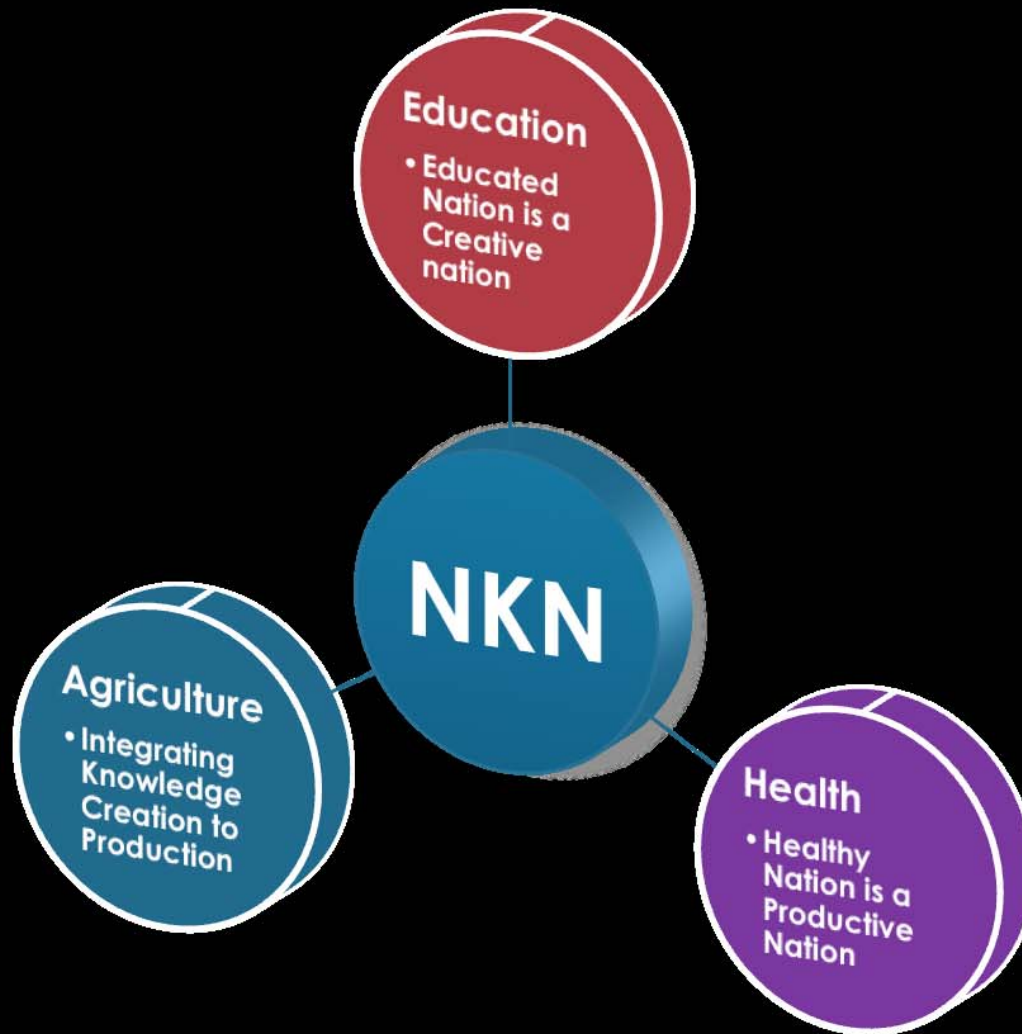 Education
• Educated
Nation is a
Creative
nation
NKN
Agriculture
• Integrating
Knowledge
Creation to
Production
Health
• Healthy
Nation is a
Productive
Nation